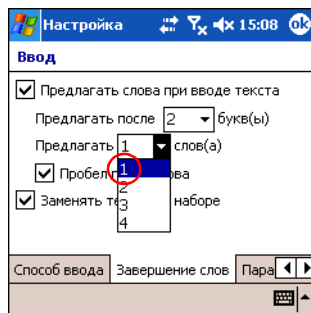 Настройка 15:08 ok
Ввод
Предлагать слова при вводе текста
Предлагать после 2 букв(ы)
Предлагать 1 слов(а)
1
Пробел
2
Заменять наборе
3
4
Способ ввода Завершение слов Пара